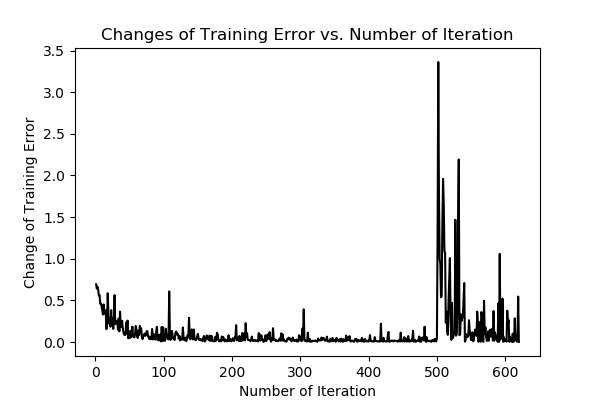 Changes of Training Error vs. Number of Iteration
3.5
3.0
2.5
2.0
1.5
1.0
0.5
0.0
Change of Training Error
0 100 200 300 400 500 600
Number of Iteration